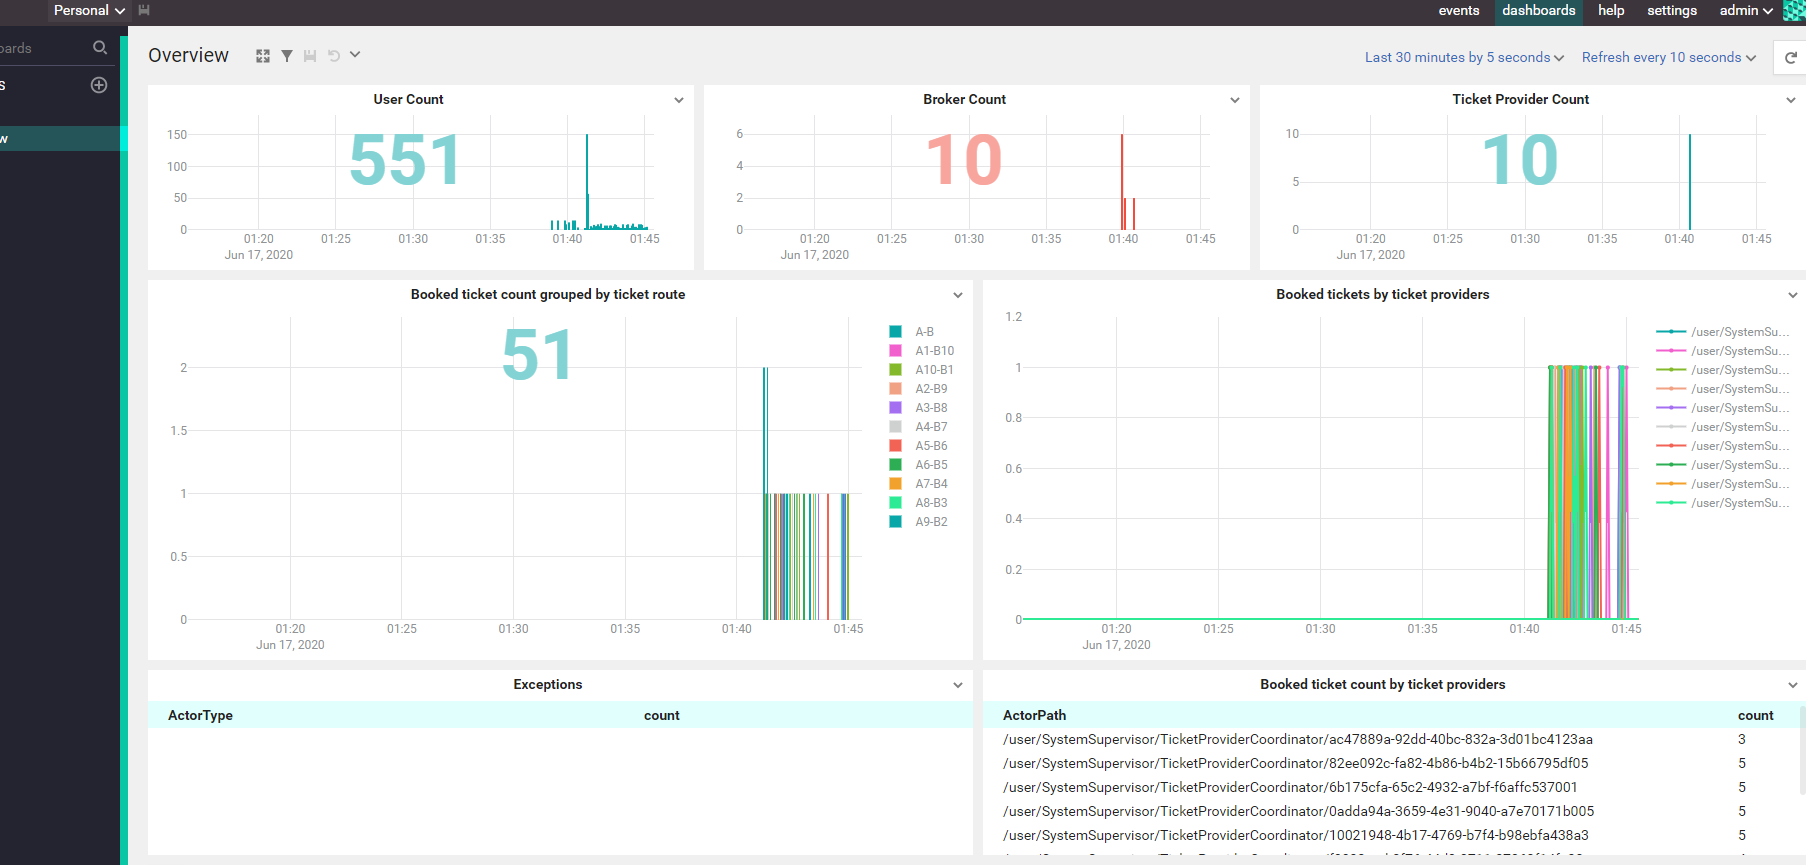 Personal
events dashboards help settings admin
Overview
Last 30 minutes by 5 seconds
Refresh every 10 seconds
User Count
551
150
100
50
0
01:20 01:25 01:30 01:35 01:40 01:45
Jun 17, 2020
Broker Count
10
6
4
2
0
01:20 01:25 01:30 01:35 01:40 01:45
Jun 17, 2020
Ticket Provider Count
10
10
5
0
01:20 01:25 01:30 01:35 01:40 01:45
Jun 17, 2020
Booked ticket count grouped by ticket route
51
2
1.5
1
0.5
0
01:20 01:25 01:30 01:35 01:40 01:45
Jun 17, 2020
A-B
A1-B10
A10-B1
A2-B9
A3-B8
A4-B7
A5-B6
A6-B5
A7-B4
A8-B3
A9-B2
Booked tickets by ticket providers
1.2
1
0.8
0.6
0.4
0.2
0
01:20 01:25 01:30 01:35 01:40 01:45
Jun 17, 2020
/user/SystemSu...
/user/SystemSu...
/user/SystemSu...
/user/SystemSu...
/user/SystemSu...
/user/SystemSu...
/user/SystemSu...
/user/SystemSu...
/user/SystemSu...
/user/SystemSu...
Exceptions
ActorType count
Booked ticket count by ticket providers
ActorPath count
/user/SystemSupervisor/TicketProviderCoordinator/ac47889a-92dd-40bc-832a-3d01bc4123aa 3
/user/SystemSupervisor/TicketProviderCoordinator/82ee092c-fa82-4b86-b4b2-15b66795df05 5
/user/SystemSupervisor/TicketProviderCoordinator/6b175cfa-65c2-4932-a7bf-f6affc537001 5
/user/SystemSupervisor/TicketProviderCoordinator/0adda94a-3659-4e31-9040-a7e70171b005 5
/user/SystemSupervisor/TicketProviderCoordinator/10021948-4b17-4769-b7f4-b98ebfa438a3 5